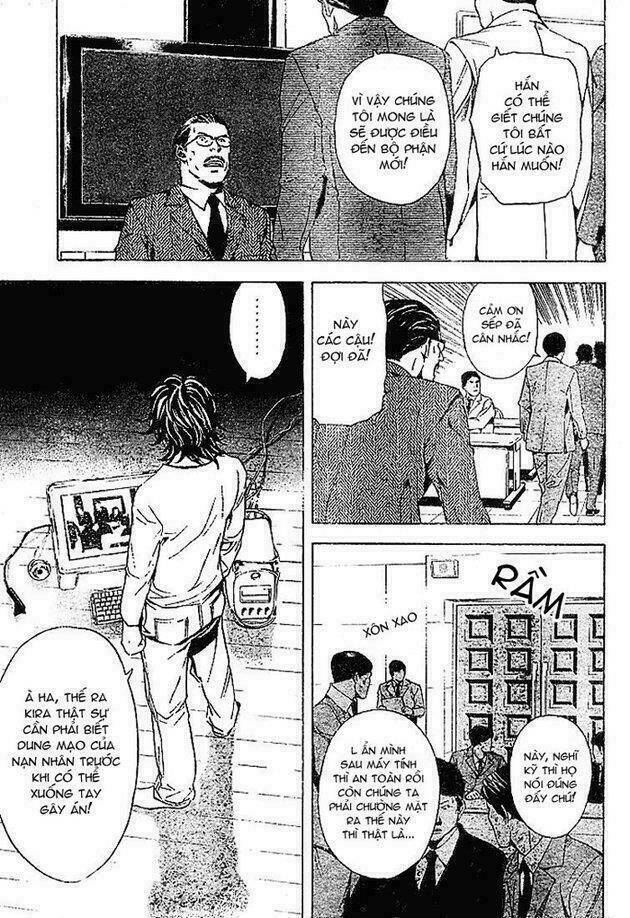 HẮN
CÓ THỂ
GIẾT CHÚNG
TÔI BẤT
CỨ LÚC NÀO
HẮN MUỐN!
VÌ VẬY CHÚNG
TÔI MONG LÀ
SẼ ĐƯỢC ĐIỀU
ĐẾN BỘ PHẬN
MỚI!
CẢM ƠN
SẾP ĐÃ
CÂN NHẮC!
NÀY
CÁC CẬU!
ĐỢI ĐÃ!
RẦM
XÔN XAO
NÀY, NGHĨ
KỸ THÌ HỌ
NÓI ĐÚNG
ĐẤY CHỨ!
L ẨN MÌNH
SAU MÁY TÍNH
THÌ AN TOÀN RỒI
CÒN CHÚNG TA
PHẢI CHƯỜNG MẶT
RA THẾ NÀY
THÌ THẬT LÀ...
......
À HA, THẾ RA
KIRA THẬT SỰ
CẦN PHẢI BIẾT
DUNG MẠO CỦA
NẠN NHÂN TRƯỚC
KHI CÓ THỂ
XUỐNG TAY
GÂY ÁN!